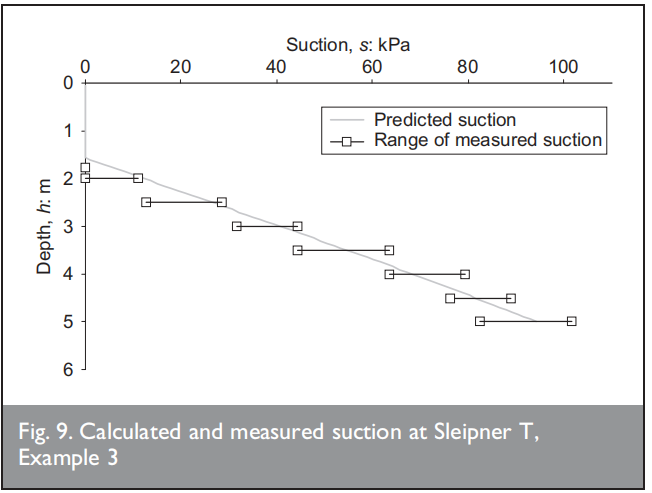 Suction, s: kPa
0 20 40 60 80 100
0
1
2
3
4
5
6
Depth, h: m
Predicted suction
Range of measured suction
Fig. 9. Calculated and measured suction at Sleipner T,
Example 3